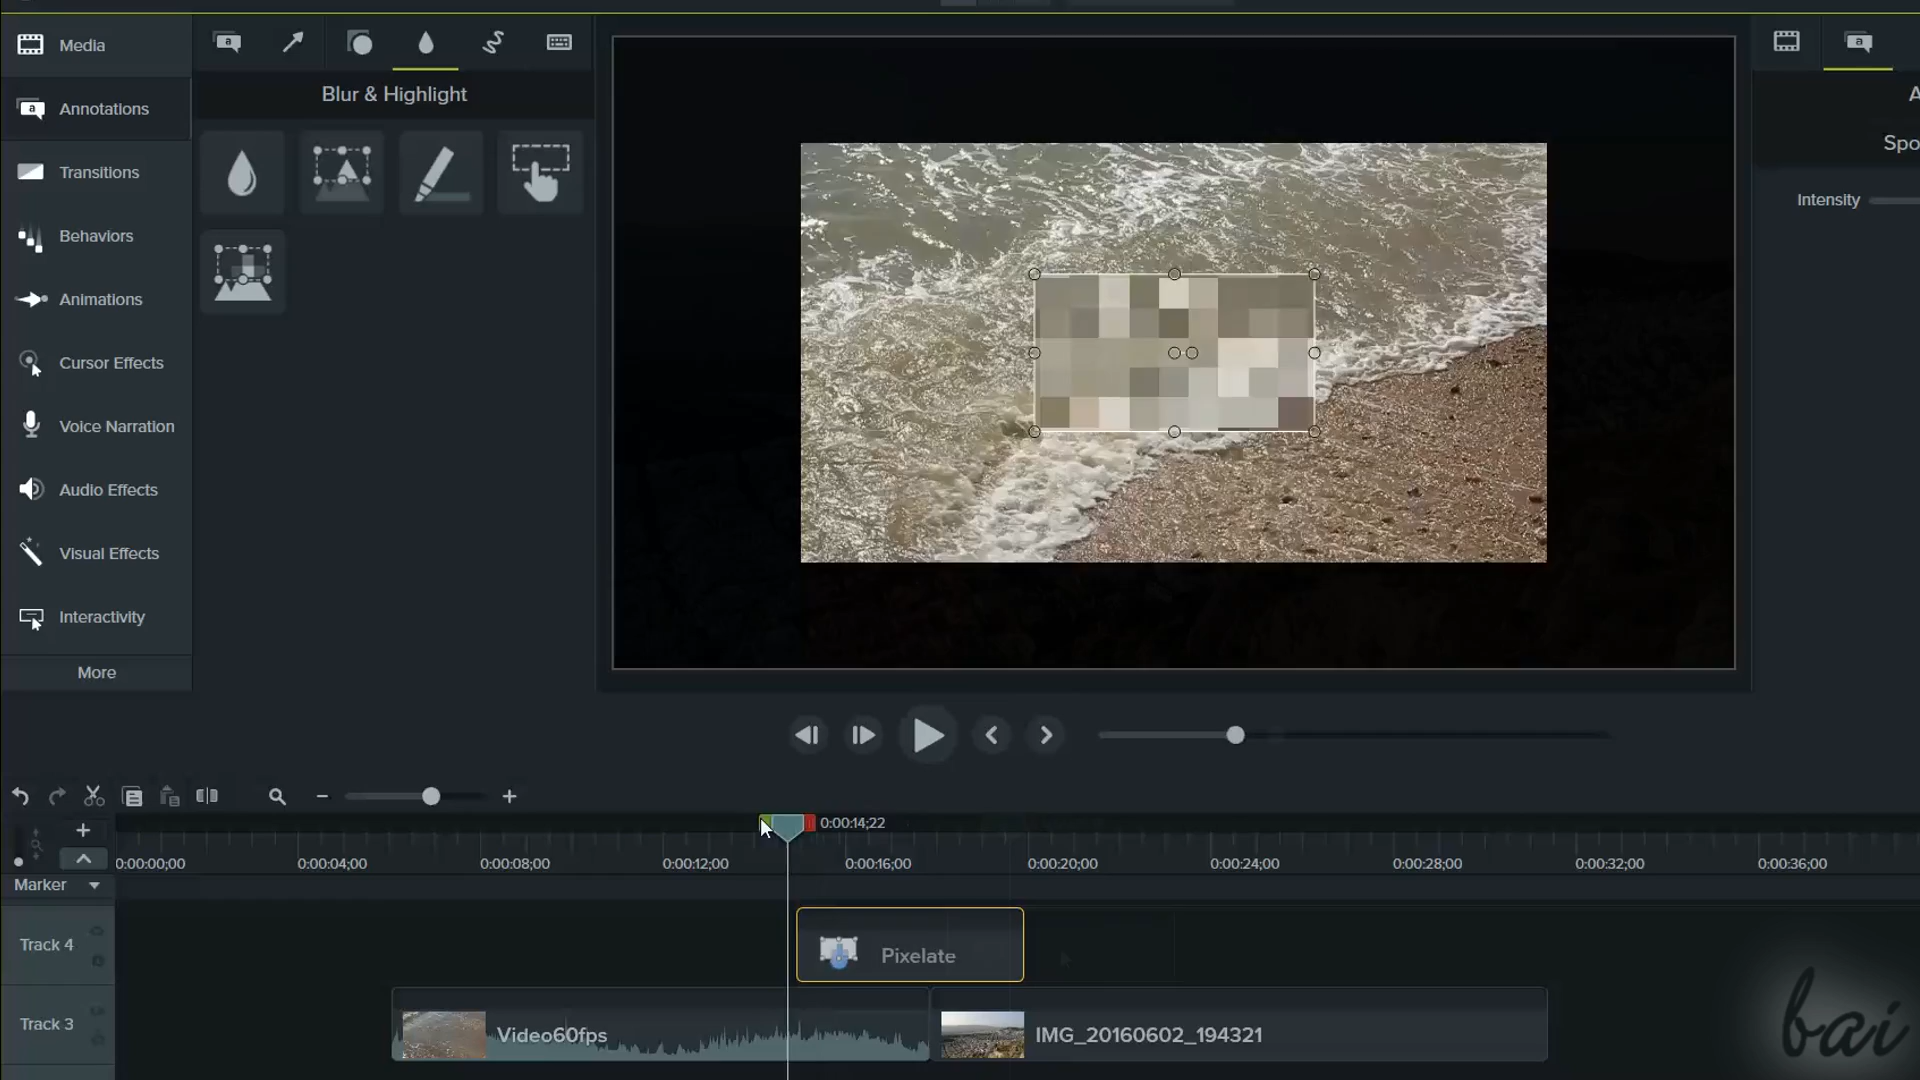 Media
Annotations
Transitions
Behaviors
Animations
Cursor Effects
Voice Narration
Audio Effects
Visual Effects
Interactivity
More
a
a
Blur & Highlight
a
A
Spo
Intensity
0:00:14;22
0:00:00;00 0:00:04;00 0:00:08;00 0:00:12;00 0:00:16;00 0:00:20;00 0:00:24;00 0:00:28;00 0:00:32;00 0:00:36;00
Marker
Track 4
Pixelate
Track 3
Video60fps
IMG_20160602_194321
bai